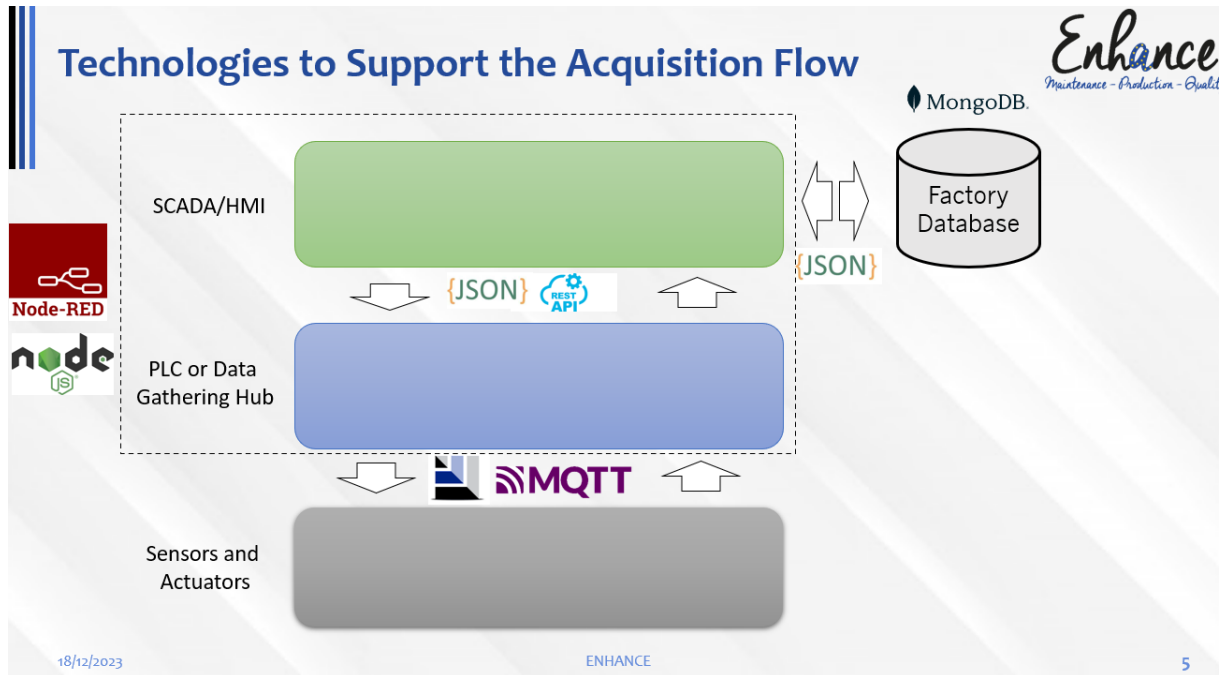 Technologies to Support the Acquisition Flow
Enhance
Maintenance - Production - Qualit
MongoDB.
SCADA/HMI
Factory
Database
Node-RED
{JSON}
REST
API
{JSON}
node
JS
PLC or Data
Gathering Hub
MQTT
Sensors and
Actuators
18/12/2023
ENHANCE
5